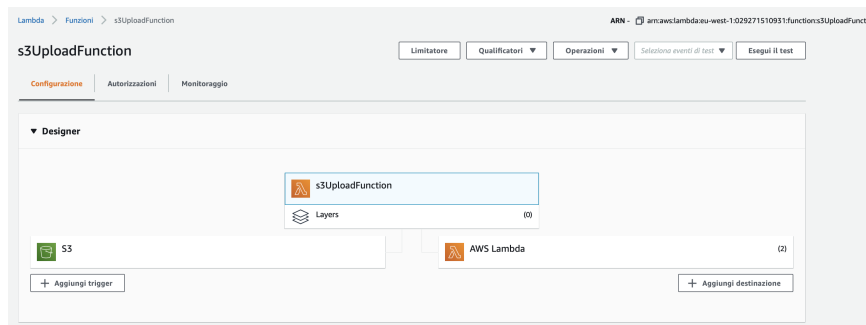 Lambda > Funzioni > s3UploadFunction
ARN - arn:aws:lambda:eu-west-1:029271510931:function:s3UploadFunct
s3UploadFunction
Limitatore
Qualificatori
Operazioni
Seleziona eventi di test
Esegui il test
Configurazione
Autorizzazioni
Monitoraggio
Designer
s3UploadFunction
Layers (0)
S3
AWS Lambda (2)
+ Aggiungi trigger
+ Aggiungi destinazione